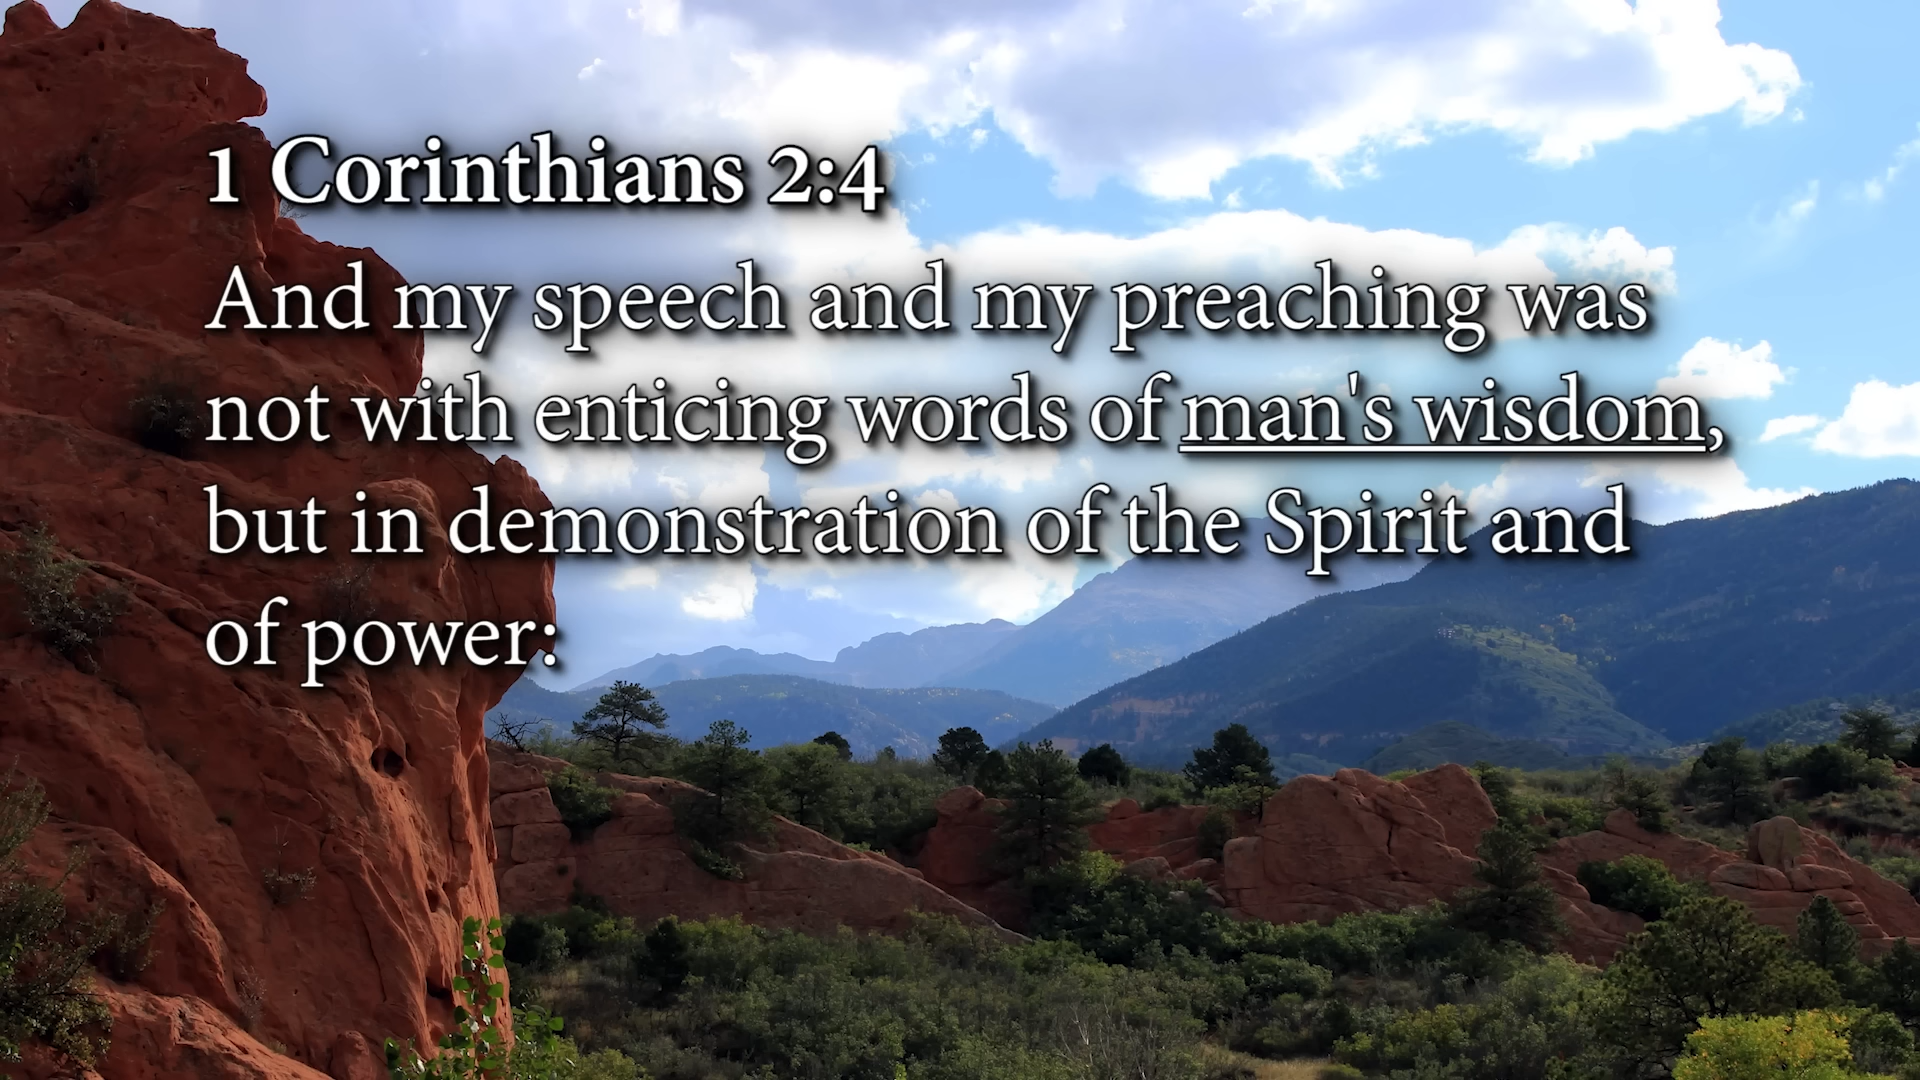 1 Corinthians 2:4
And my speech and my preaching was
not with enticing words of man's wisdom,
but in demonstration of the Spirit and
of power: